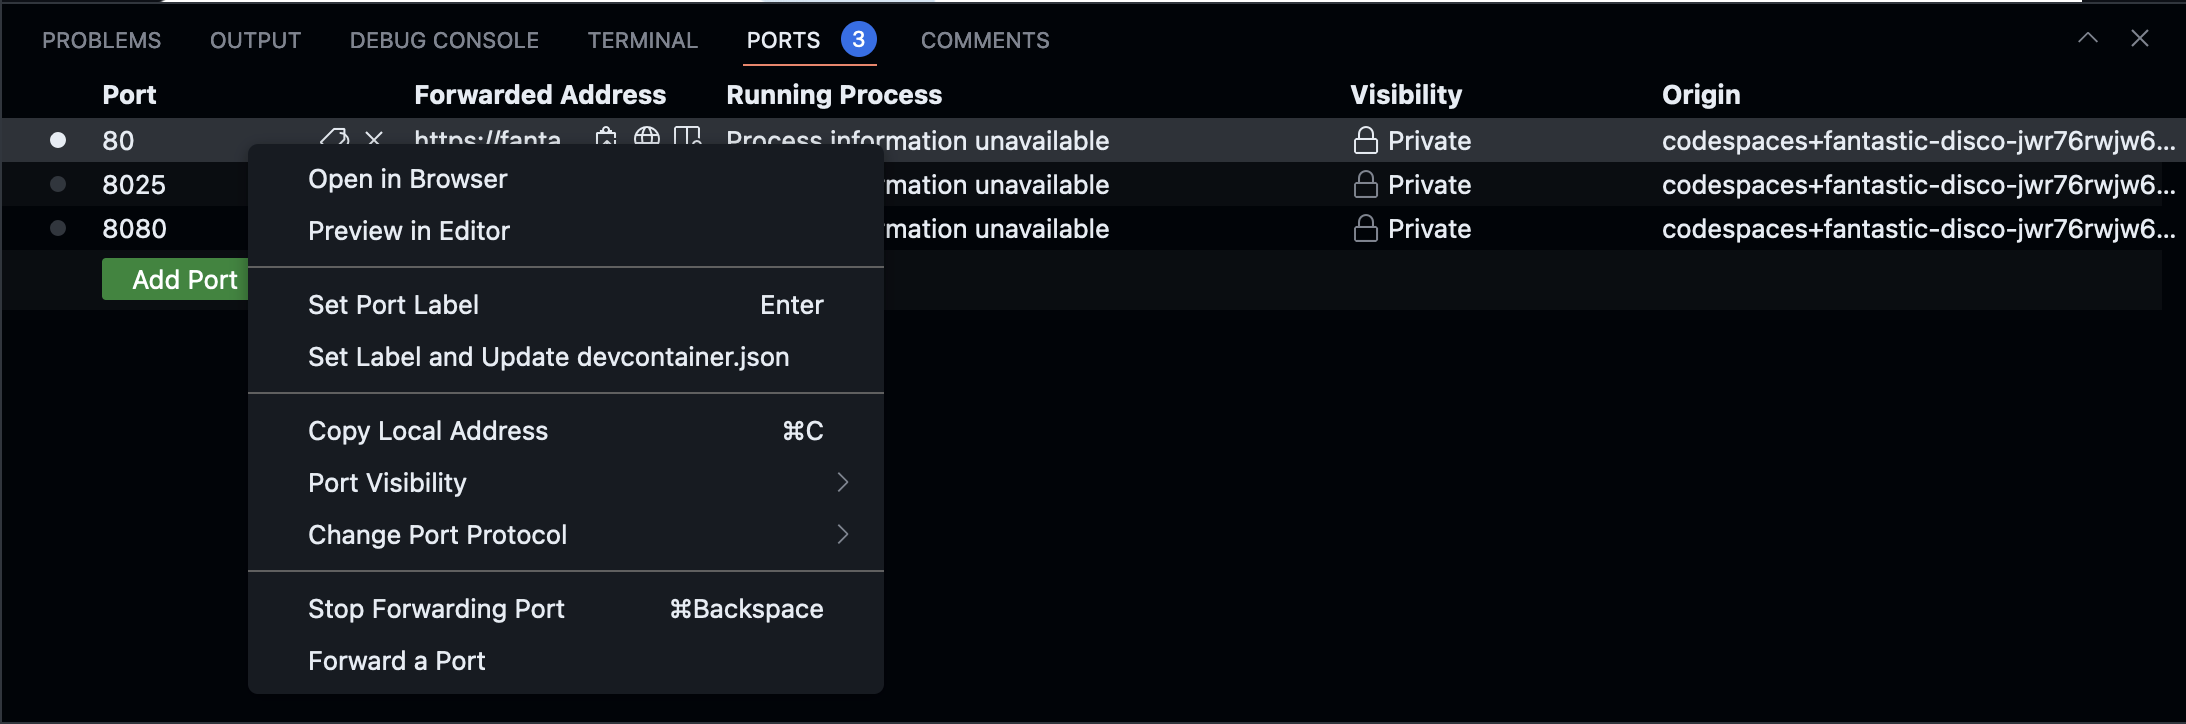 PROBLEMS OUTPUT DEBUG CONSOLE TERMINAL PORTS 3 COMMENTS
Port Forwarded Address Running Process Visibility Origin
80 https://fanta Process information unavailable Private codespaces+fantastic-disco-jwr76rwjw6...
8025 mation unavailable Private codespaces+fantastic-disco-jwr76rwjw6...
8080 mation unavailable Private codespaces+fantastic-disco-jwr76rwjw6...
Add Port
Open in Browser
Preview in Editor
Set Port Label Enter
Set Label and Update devcontainer.json
Copy Local Address ⌘C
Port Visibility
Change Port Protocol
Stop Forwarding Port ⌘Backspace
Forward a Port